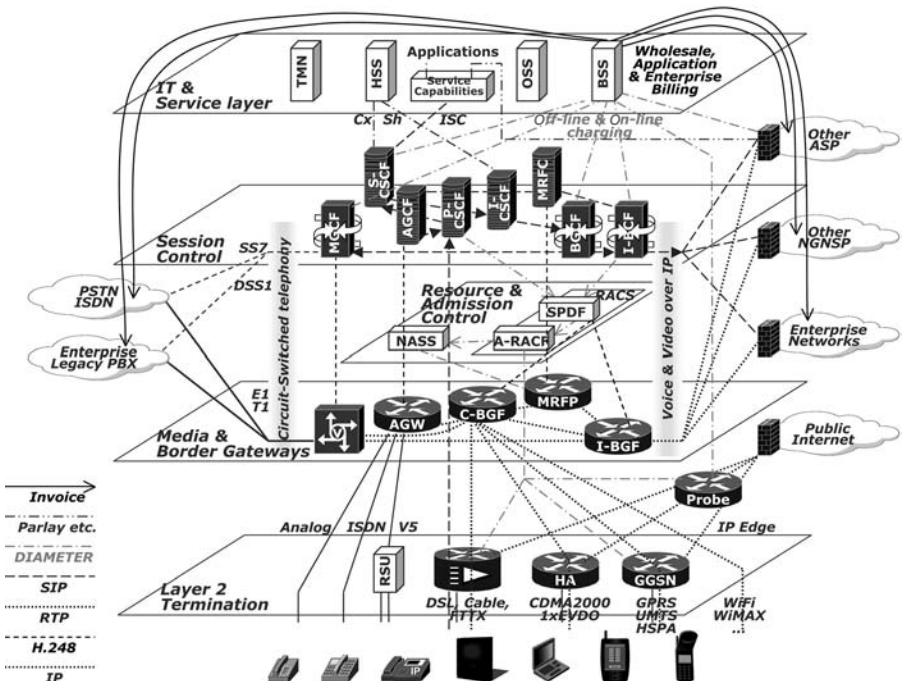 TMN
HSS
Applications
Service
Capabilities
OSS
BSS
Wholesale,
Application
& Enterprise
Billing
IT &
Service layer
Cx
Sh
ISC
Off-line & On-line
charging
Other
ASP
S-
CSCF
AGCF
P-
CSCF
I-
CSCF
MRFC
MGCF
BGCF
I-BCF
Session
Control
SS7
DSS1
Other
NGNSP
PSTN
ISDN
Enterprise
Legacy PBX
Circuit-Switched telephony
Resource &
Admission
Control
RACS
SPDF
NASS
A-RACF
Voice & Video over IP
Enterprise
Networks
E1
T1
Media &
Border Gateways
V
AGW
C-BGF
MRFP
I-BGF
Public
Internet
Probe
Invoice
Parlay etc.
DIAMETER
SIP
RTP
H.248
IP
Analog
ISDN
V5
IP Edge
RSU
Layer 2
Termination
DSL, Cable,
FTTX
HA
CDMA2000
1xEVDO
GGSN
GPRS
UMTS
HSPA
WiFi
WiMAX
...
IP